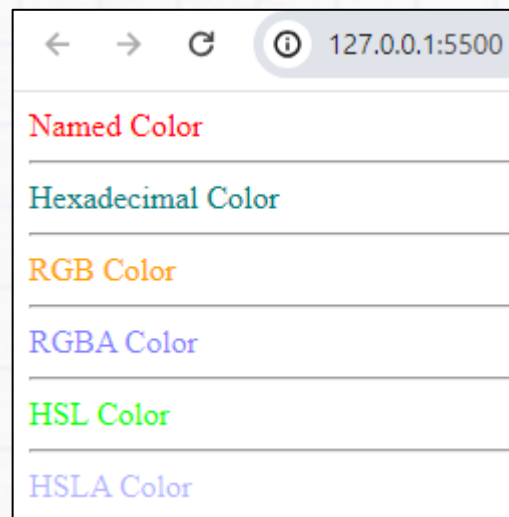 127.0.0.1:5500
Named Color
Hexadecimal Color
RGB Color
RGBA Color
HSL Color
HSLA Color